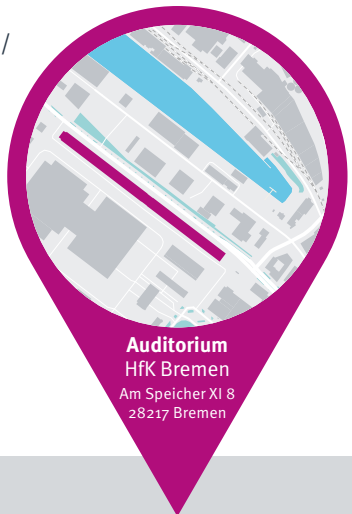 /
Auditorium
HfK Bremen
Am Speicher XI 8
28217 Bremen